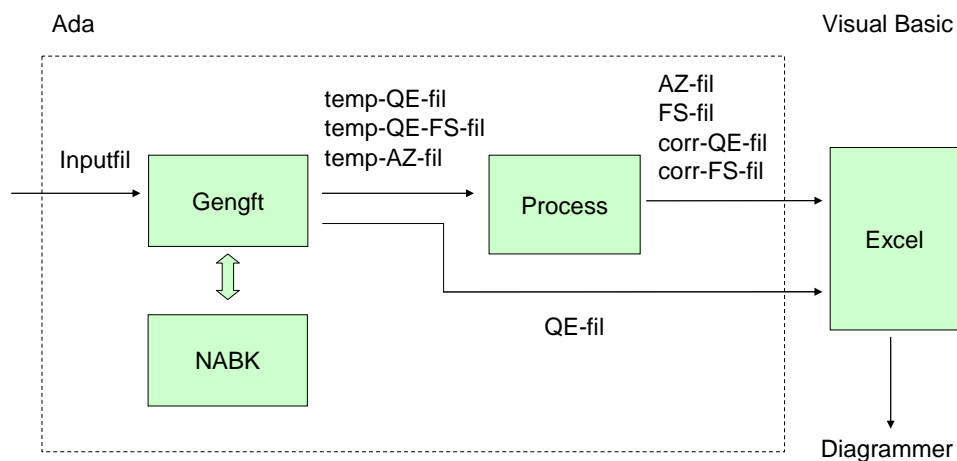 Ada
Visual Basic
Inputfil
Gengft
temp-QE-fil
temp-QE-FS-fil
temp-AZ-fil
Process
AZ-fil
FS-fil
corr-QE-fil
corr-FS-fil
Excel
NABK
QE-fil
Diagrammer